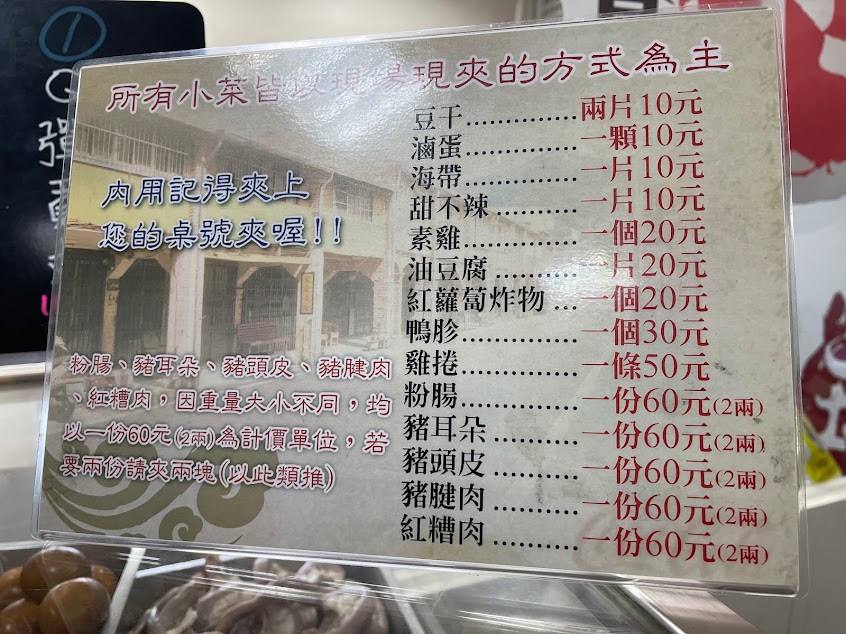 ①
強
所有小菜皆以現場現夾的方式為主
內用記得夾上
您的桌號夾喔!!
粉腸、豬耳朵、豬頭皮、豬腱肉
、紅糟肉，因重量大小不同，均
以一份60元(2兩)為計價單位，若
要兩份請夾兩塊(以此類推)
豆干..............兩片10元
滷蛋..............一顆10元
海帶..............一片10元
甜不辣..........一片10元
素雞..............一個20元
油豆腐..........一片20元
紅蘿蔔炸物...一個20元
鴨胗..............一個30元
雞捲..............一條50元
粉腸..............一份60元(2兩)
豬耳朵...........一份60元(2兩)
豬頭皮...........一份60元(2兩)
豬腱肉...........一份60元(2兩)
紅糟肉...........一份60元(2兩)